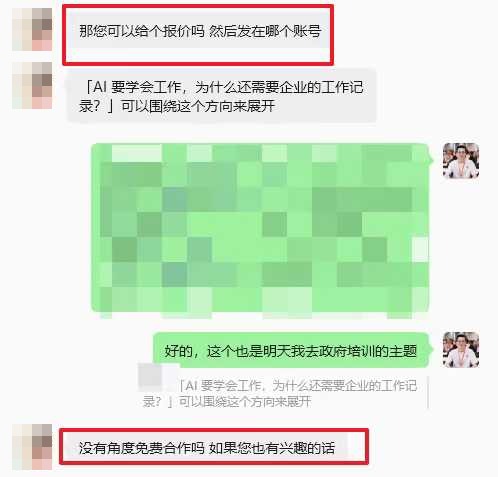 那您可以给个报价吗 然后发在哪个账号
「AI 要学会工作，为什么还需要企业的工作记
录？」可以围绕这个方向来展开
好的，这个也是明天我去政府培训的主题
「AI 要学会工作，为什么还需要企业的工作记
录？」可以围绕这个方向来展开
没有角度免费合作吗 如果您也有兴趣的话